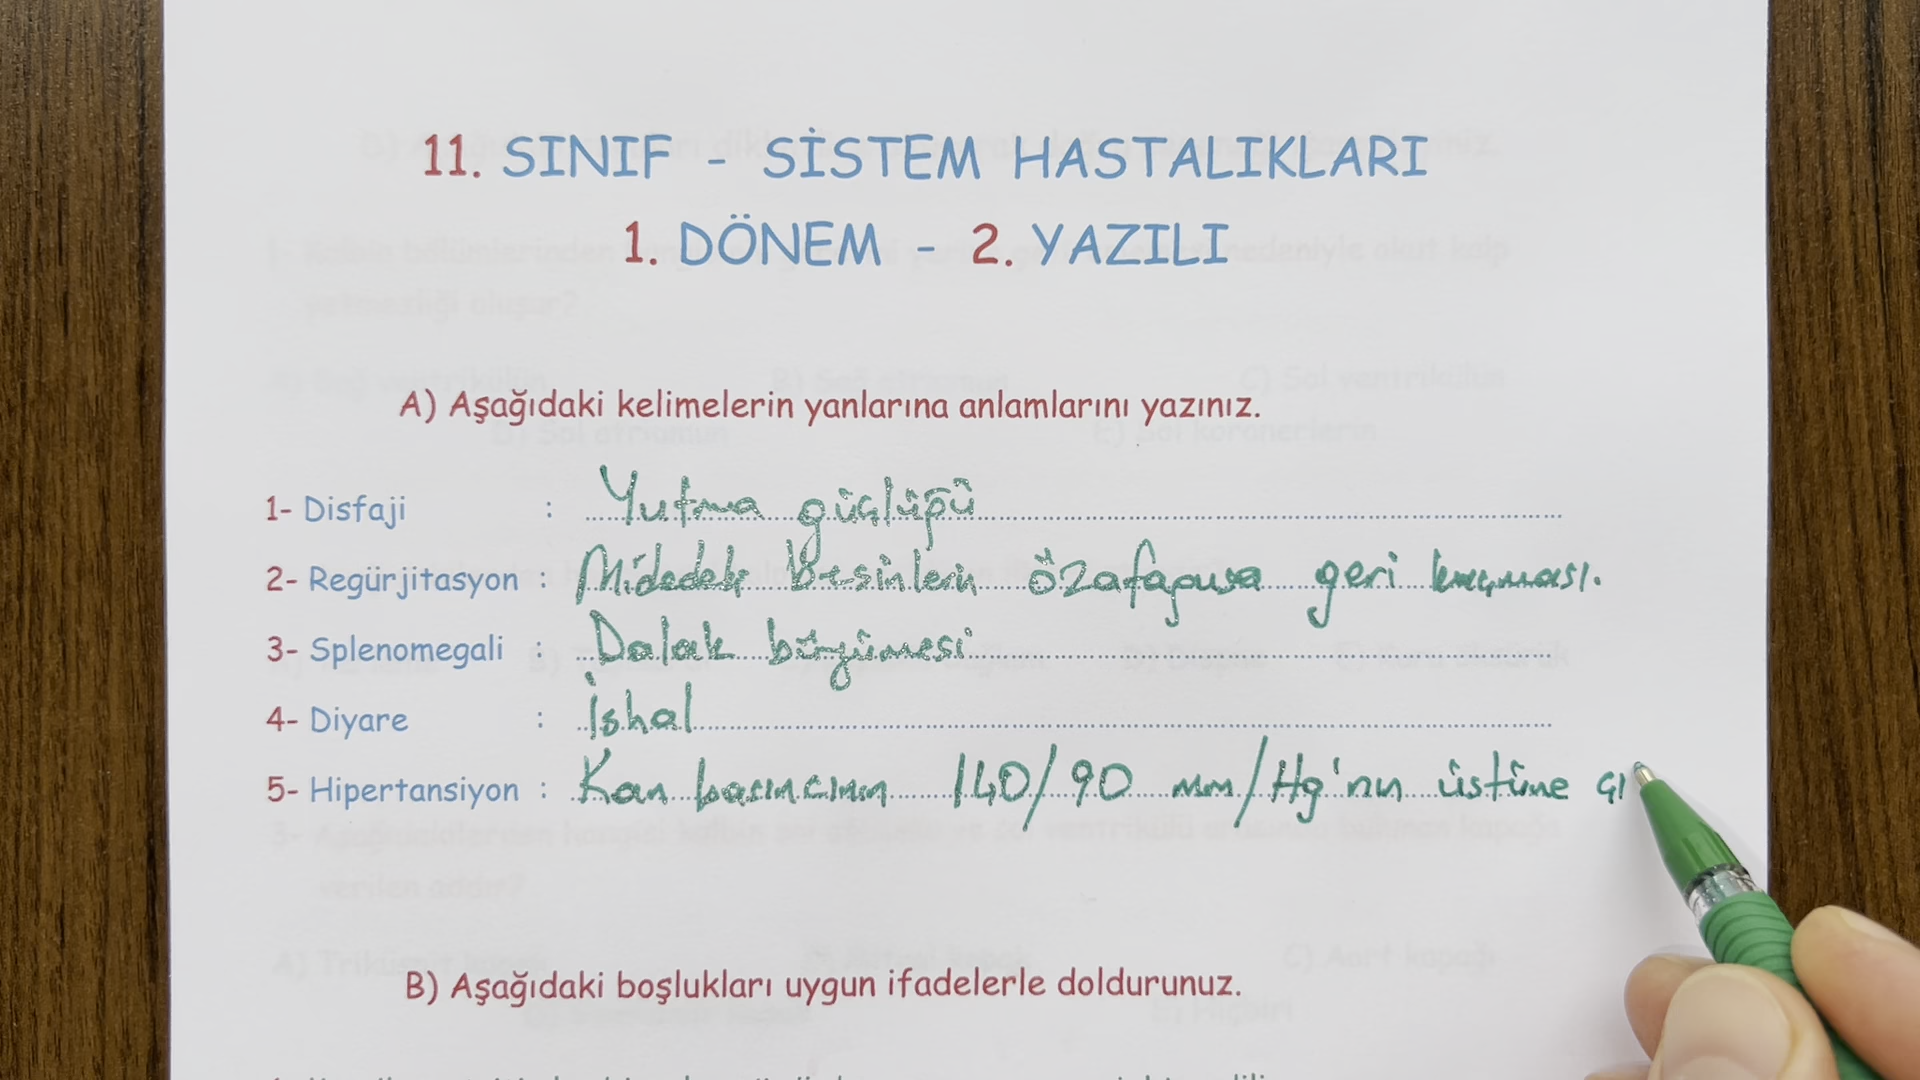 11. SINIF - SİSTEM HASTALIKLARI
1. DÖNEM - 2. YAZILI
A) Aşağıdaki kelimelerin yanlarına anlamlarını yazınız.
1- Disfaji : Yutma güçlüğü
2- Regürjitasyon : Midedeki besinlerin özafagusa geri kaçması.
3- Splenomegali : Dalak büyümesi
4- Diyare : İshal
5- Hipertansiyon : Kan basıncının 140/90 mm/Hg'nın üstüne çı
B) Aşağıdaki boşlukları uygun ifadelerle doldurunuz.